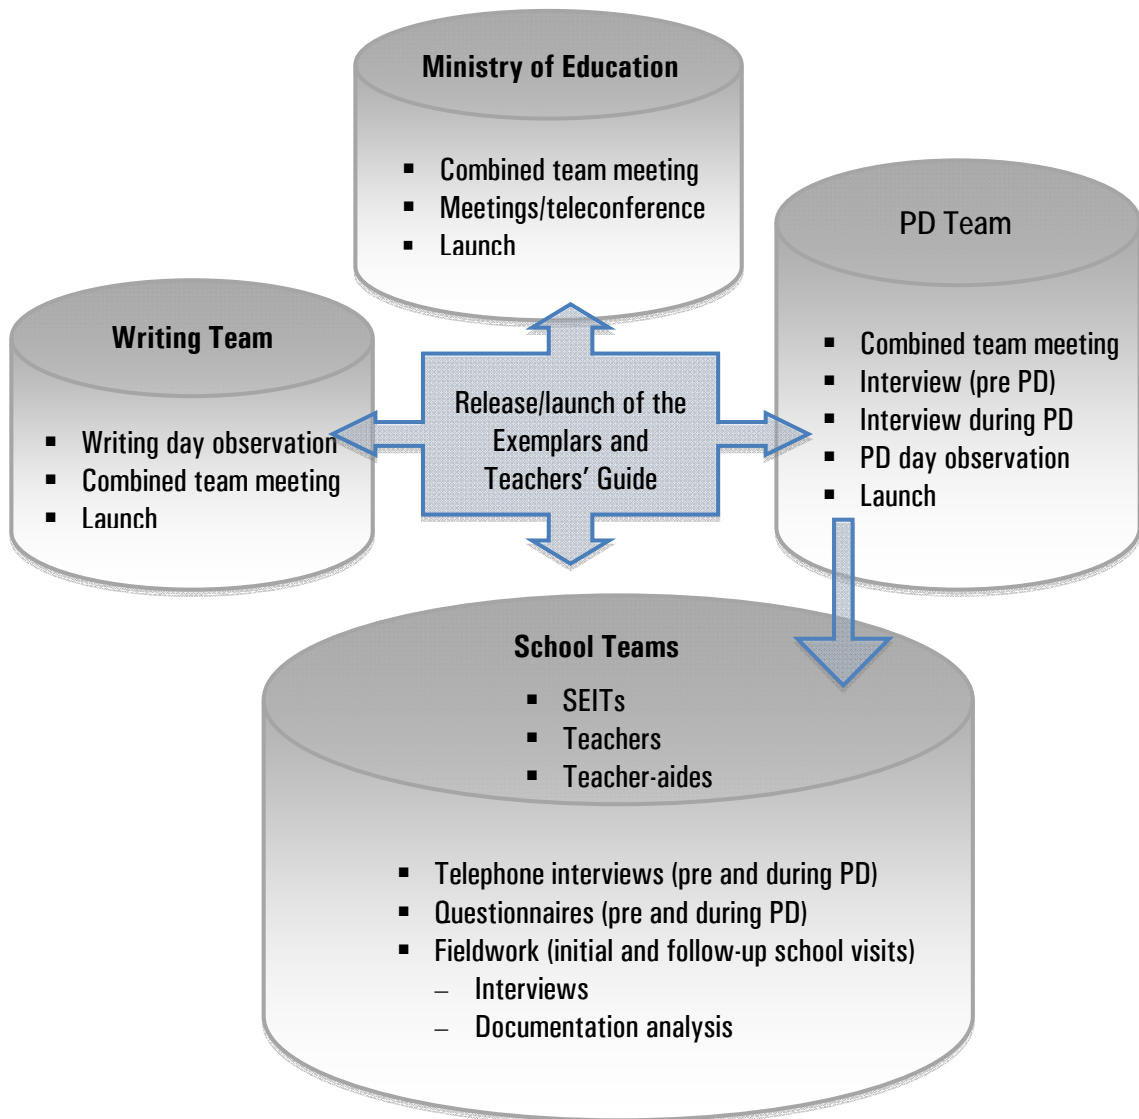 Ministry of Education
▪ Combined team meeting
▪ Meetings/teleconference
▪ Launch
Writing Team
▪ Writing day observation
▪ Combined team meeting
▪ Launch
Release/launch of the
Exemplars and
Teachers’ Guide
PD Team
▪ Combined team meeting
▪ Interview (pre PD)
▪ Interview during PD
▪ PD day observation
▪ Launch
School Teams
▪ SEITs
▪ Teachers
▪ Teacher-aides
▪ Telephone interviews (pre and during PD)
▪ Questionnaires (pre and during PD)
▪ Fieldwork (initial and follow-up school visits)
– Interviews
– Documentation analysis